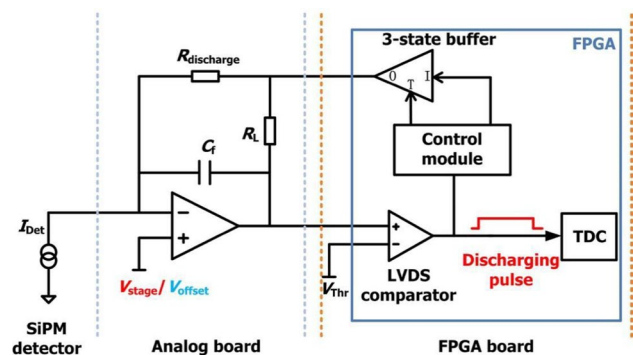 3-state buffer
FPGA
Rdischarge
O
I
T
RL
Control
module
Cf
IDet
−
+
+
−
TDC
Vstage/ Voffset
VThr
LVDS
comparator
Discharging
pulse
SiPM
detector
Analog board
FPGA board